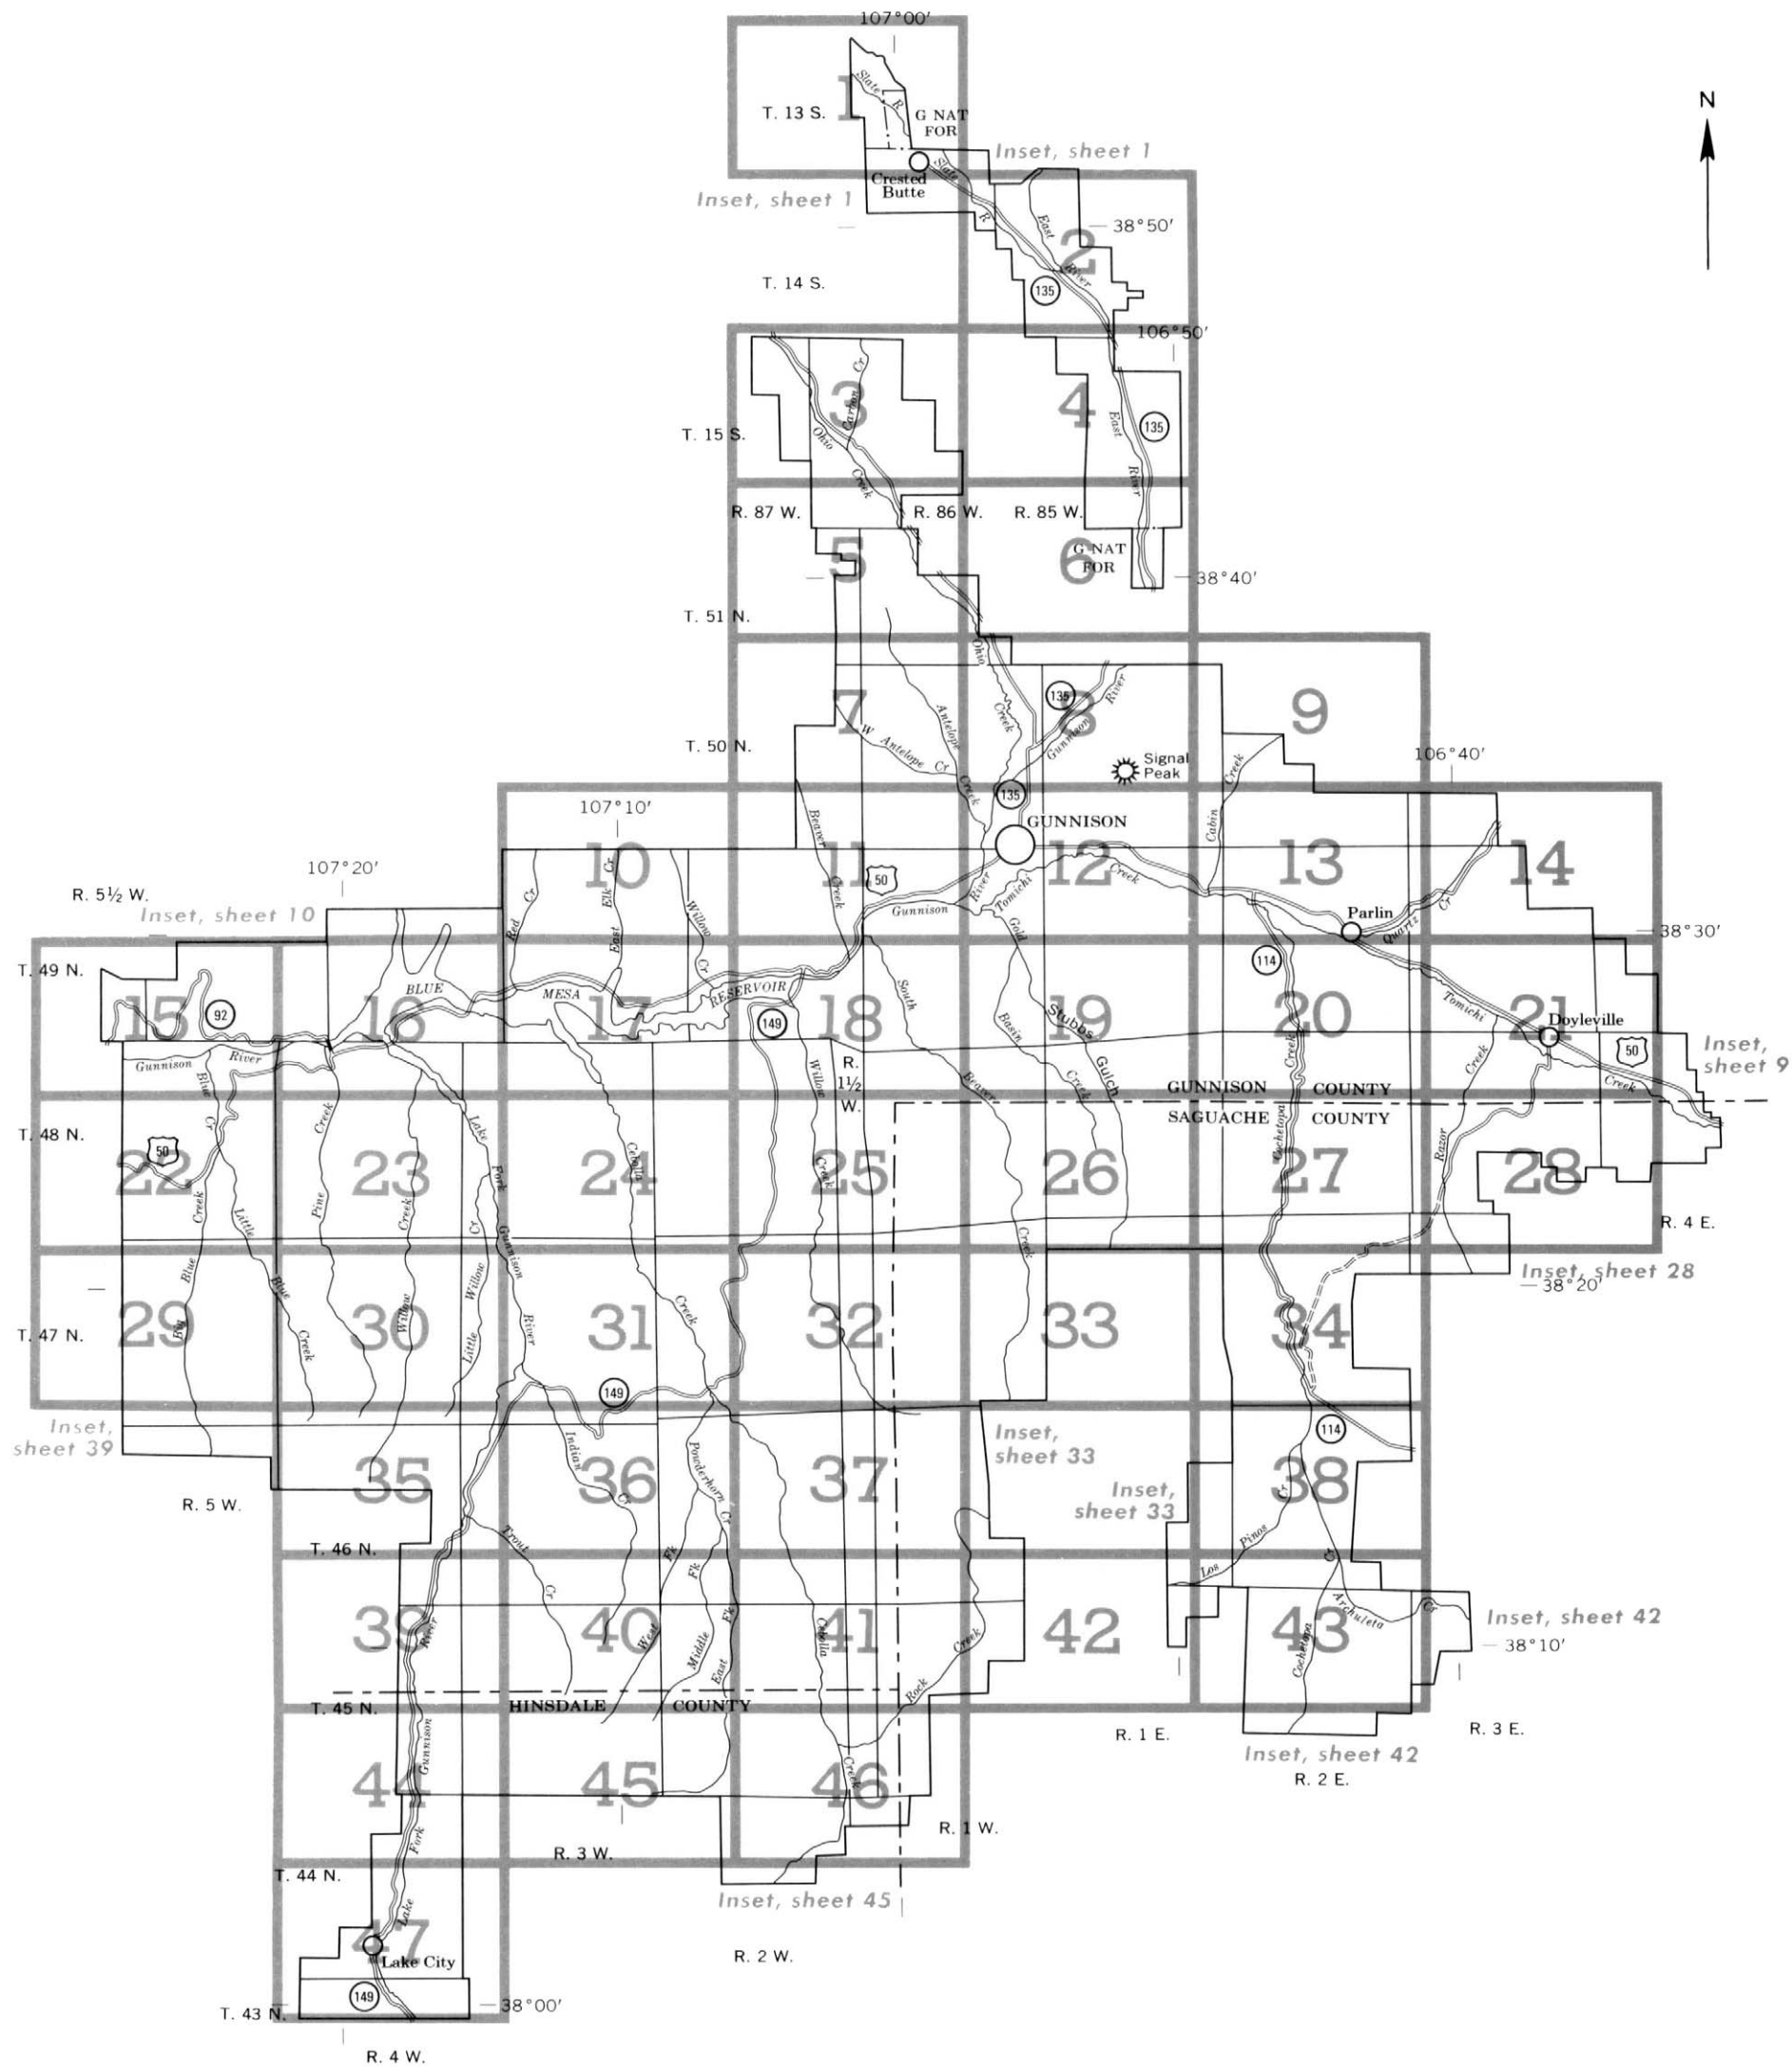 107°00'
N
Slate
R
1
T. 13 S.
G NAT
FOR
Inset, sheet 1
Crested
Butte
Slate
R
Inset, sheet 1
East
River
38°50'
2
T. 14 S.
135
106°50'
Cr
Carbon
3
4
East
135
T. 15 S.
Ohio
Creek
River
R. 87 W.
R. 86 W.
R. 85 W.
5
6
G NAT
FOR
38°40'
T. 51 N.
Ohio
Creek
135
River
Gunnison
7
8
9
Antelope
Creek
W Antelope Cr
T. 50 N.
Signal
Peak
106°40'
Creek
Cabin
107°10'
135
GUNNISON
Beaver
Creek
10
11
12
13
14
107°20'
50
Creek
R. 5½ W.
Inset, sheet 10
Red
Cr
East
Elk Cr
Willow
Cr
Gunnison
River
Tomichi
Gold
Parlin
Quartz
Cr
38°30'
T. 49 N.
114
BLUE
MESA
RESERVOIR
South
15
92
16
17
149
18
19
20
Tomichi
21
Doyleville
Basin
Creek
Stubbs
Gulch
50
Inset,
sheet 9
Gunnison
River
Blue
Cr
Willow
Creek
R.
1½
W.
Beaver
Creek
Creek
Creek
Creek
GUNNISON COUNTY
SAGUACHE COUNTY
Cochetopa
Razor
T. 48 N.
50
22
Pine
Creek
23
Creek
Lake
Fork
Gunnison
River
24
Cebolla
Creek
25
26
27
28
R. 4 E.
Creek
Little
Blue
Creek
Cr
Willow
Little
Inset, sheet 28
38°20'
Blue
Big
T. 47 N.
29
30
Willow
31
32
33
34
149
114
Inset,
sheet 39
Inset,
sheet 33
Indian
Cr
Powderhorn
Cr
35
36
37
38
Inset,
sheet 33
R. 5 W.
Trout
Cr
Los
Pinos
Cr
Cr
T. 46 N.
Fk
Fk
Fk
39
River
40
West
Middle
East
41
Cebolla
Creek
Rock
Creek
42
43
Archuleta
Cr
Cochetopa
Inset, sheet 42
38°10'
T. 45 N.
HINSDALE COUNTY
R. 1 E.
R. 3 E.
Inset, sheet 42
R. 2 E.
Gunnison
44
45
46
Fork
R. 3 W.
R. 1 W.
T. 44 N.
Inset, sheet 45
Lake
47
Lake City
R. 2 W.
149
T. 43 N.
38°00'
R. 4 W.